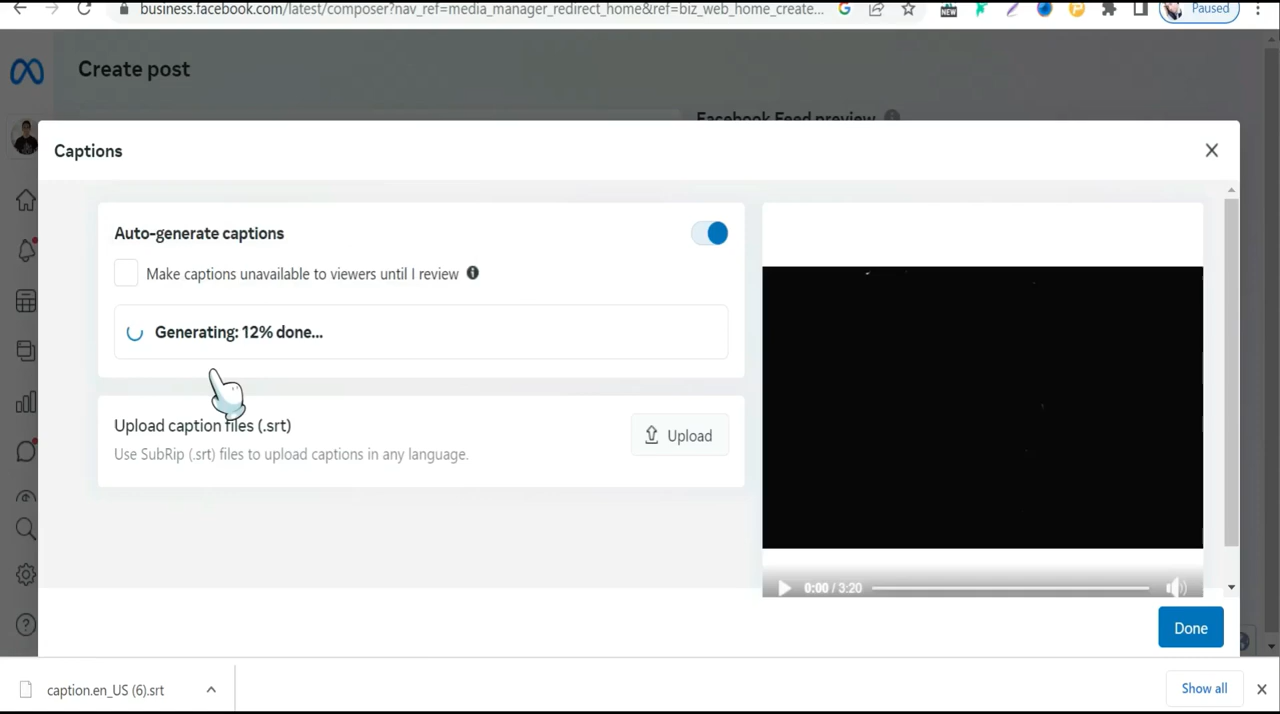 business.facebook.com/latest/composer?nav_ref=media_manager_redirect_home&ref=biz_web_home_create...
NEW
Paused
Create post
Facebook Feed preview
Captions
Auto-generate captions
Make captions unavailable to viewers until I review
Generating: 12% done...
Upload caption files (.srt)
Upload
Use SubRip (.srt) files to upload captions in any language.
0:00 / 3:20
Done
caption.en_US (6).srt
Show all